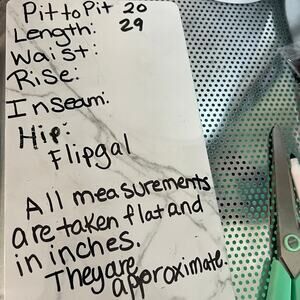 Pit to Pit 20
Length: 29
Waist:
Rise:
Inseam:
Hip:
Flipgal
All measurements
are taken flat and
in inches.
They are
approximate.